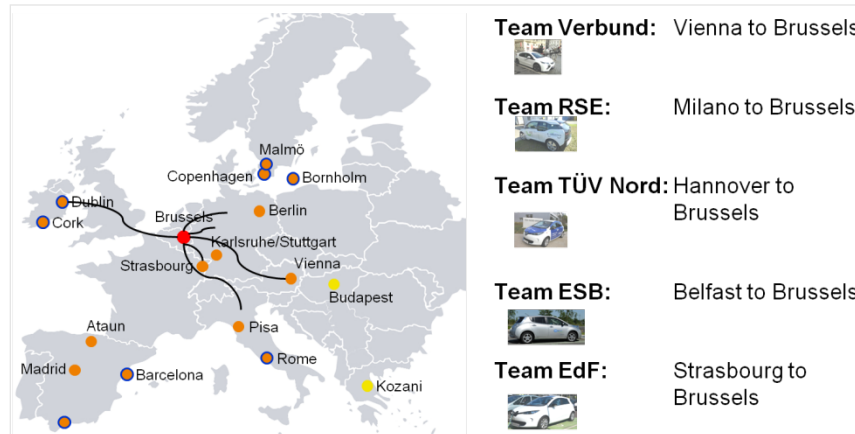 Malmö
Copenhagen
Bornholm
Dublin
Cork
Brussels
Berlin
Karlsruhe/Stuttgart
Strasbourg
Vienna
Budapest
Ataun
Pisa
Madrid
Barcelona
Rome
Kozani
Team Verbund: Vienna to Brussels
Team RSE: Milano to Brussels
Team TÜV Nord: Hannover to
Brussels
Team ESB: Belfast to Brussels
Team EdF: Strasbourg to
Brussels